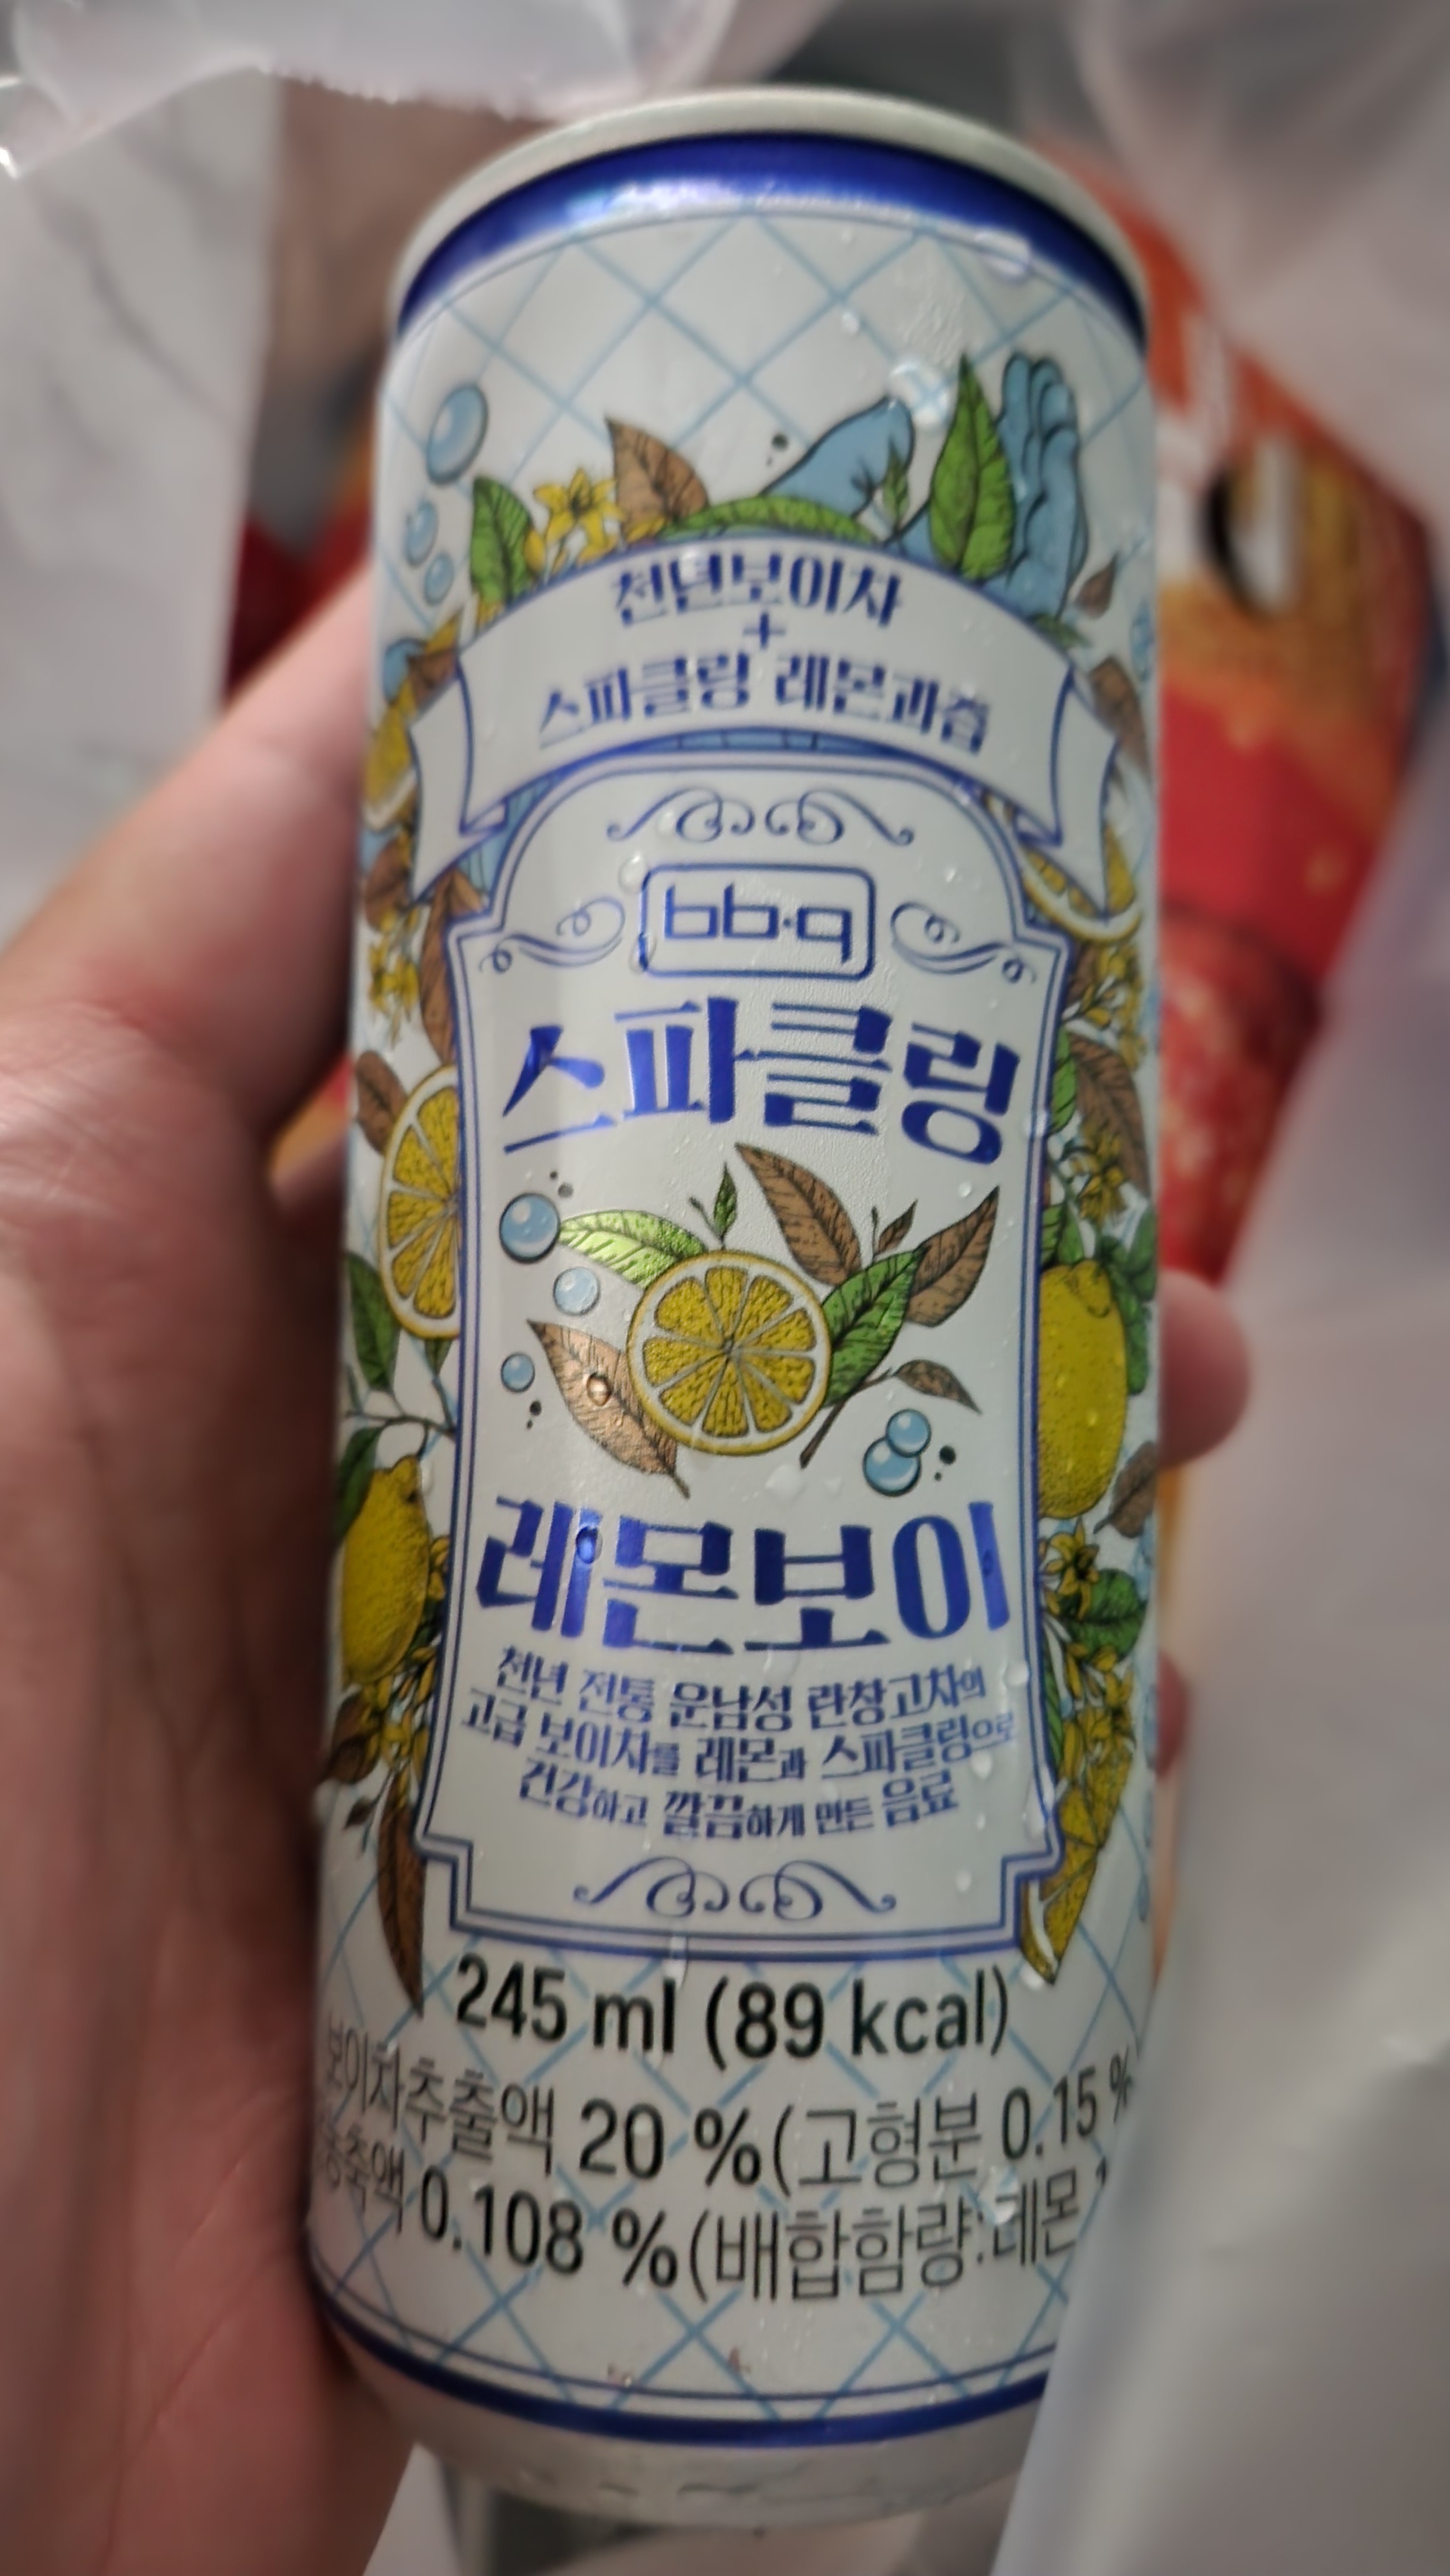 천년보이차
+
스파클링 레몬과즙
bb.q
스파클링
레몬보이
천년 전통 운남성 란창고차의
고급 보이차를 레몬과 스파클링으로
건강하고 깔끔하게 만든 음료
245 ml (89 kcal)
보이차추출액 20 %(고형분 0.15 %
농축액 0.108 %(배합함량:레몬